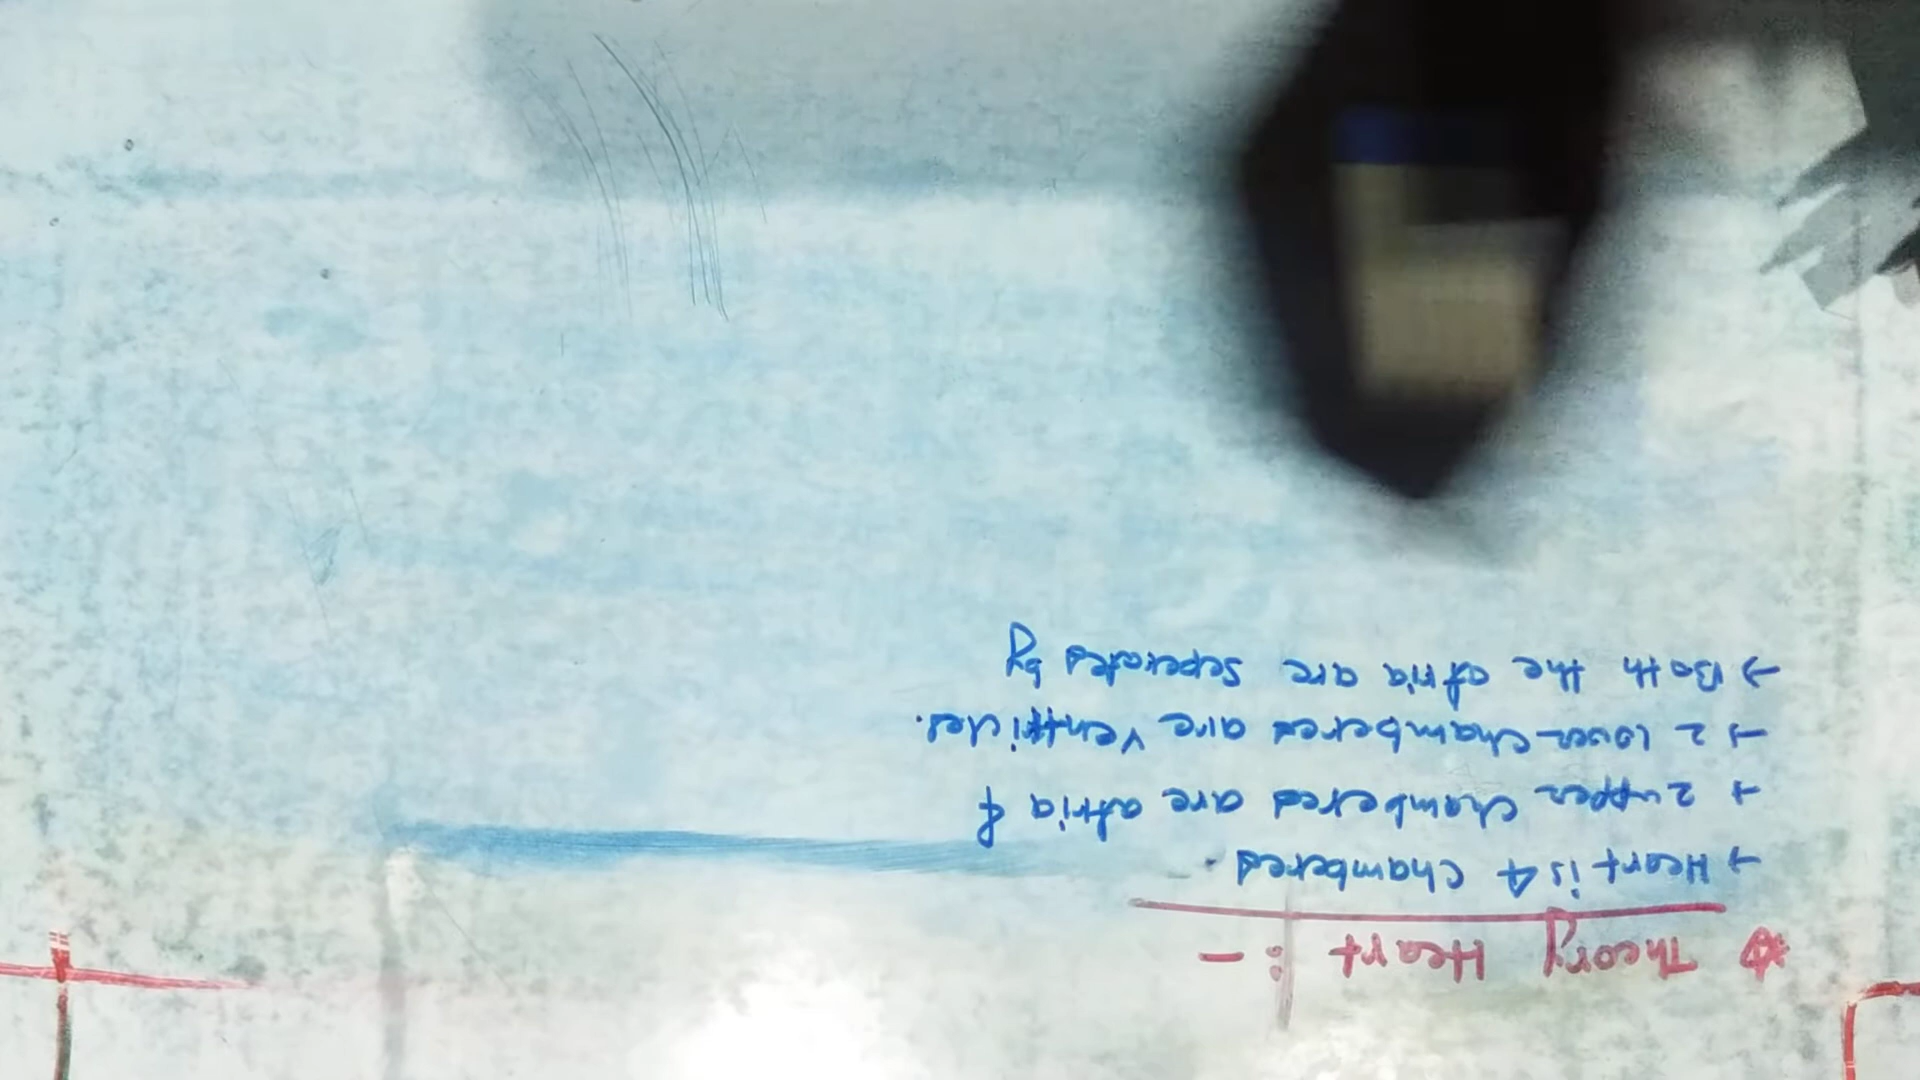 ☆ Theory Heart :-
→ Heart is 4 chambered.
→ 2 upper chambered are atria &
→ 2 lower chambered are ventricles.
→ Both the atria are seperated by